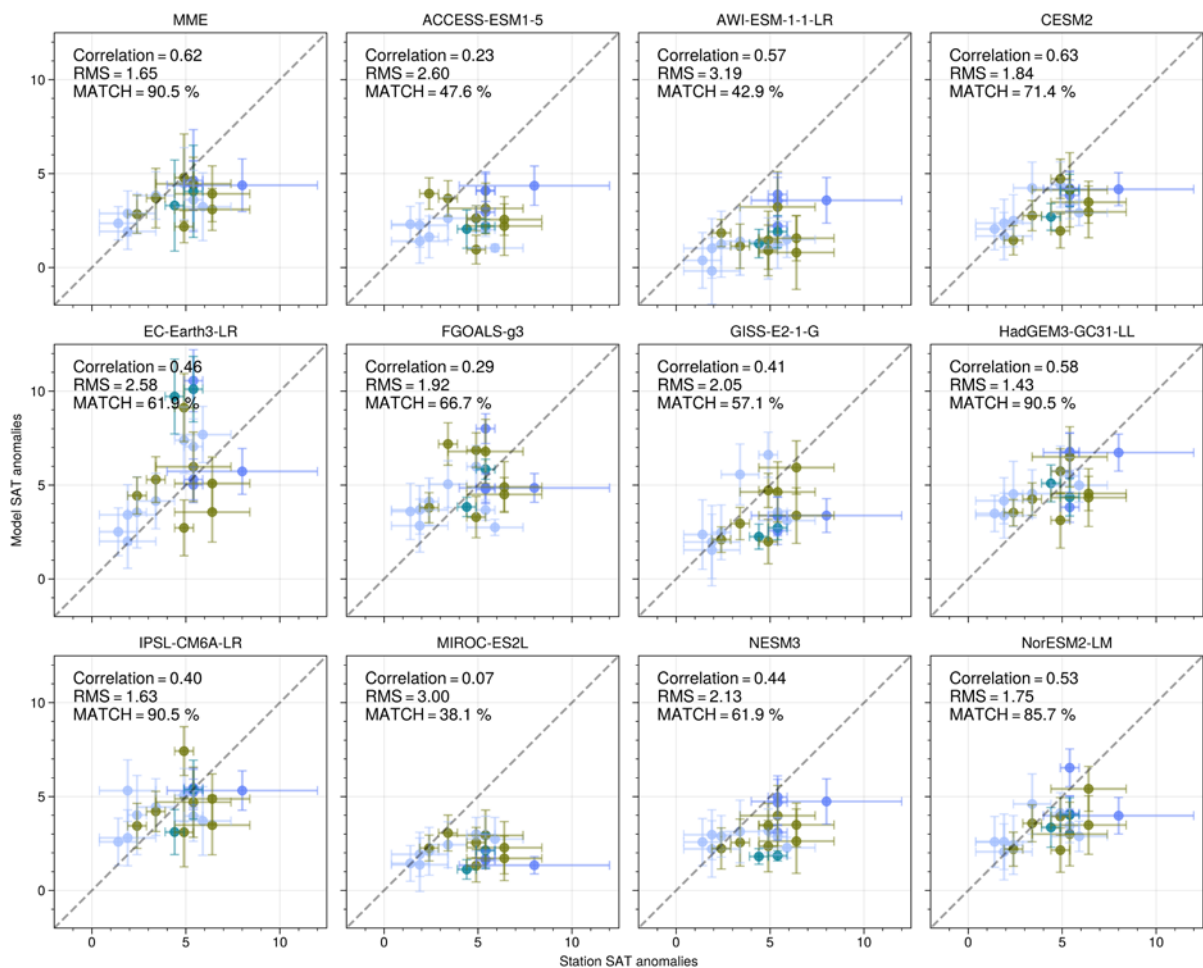 MME
Correlation = 0.62
RMS = 1.65
MATCH = 90.5 %
10
5
0
ACCESS-ESM1-5
Correlation = 0.23
RMS = 2.60
MATCH = 47.6 %
AWI-ESM-1-1-LR
Correlation = 0.57
RMS = 3.19
MATCH = 42.9 %
CESM2
Correlation = 0.63
RMS = 1.84
MATCH = 71.4 %
EC-Earth3-LR
Correlation = 0.46
RMS = 2.58
MATCH = 61.9 %
10
5
0
Model SAT anomalies
FGOALS-g3
Correlation = 0.29
RMS = 1.92
MATCH = 66.7 %
GISS-E2-1-G
Correlation = 0.41
RMS = 2.05
MATCH = 57.1 %
HadGEM3-GC31-LL
Correlation = 0.58
RMS = 1.43
MATCH = 90.5 %
IPSL-CM6A-LR
Correlation = 0.40
RMS = 1.63
MATCH = 90.5 %
10
5
0
MIROC-ES2L
Correlation = 0.07
RMS = 3.00
MATCH = 38.1 %
NESM3
Correlation = 0.44
RMS = 2.13
MATCH = 61.9 %
NorESM2-LM
Correlation = 0.53
RMS = 1.75
MATCH = 85.7 %
0 5 10 0 5 10 0 5 10 0 5 10
Station SAT anomalies